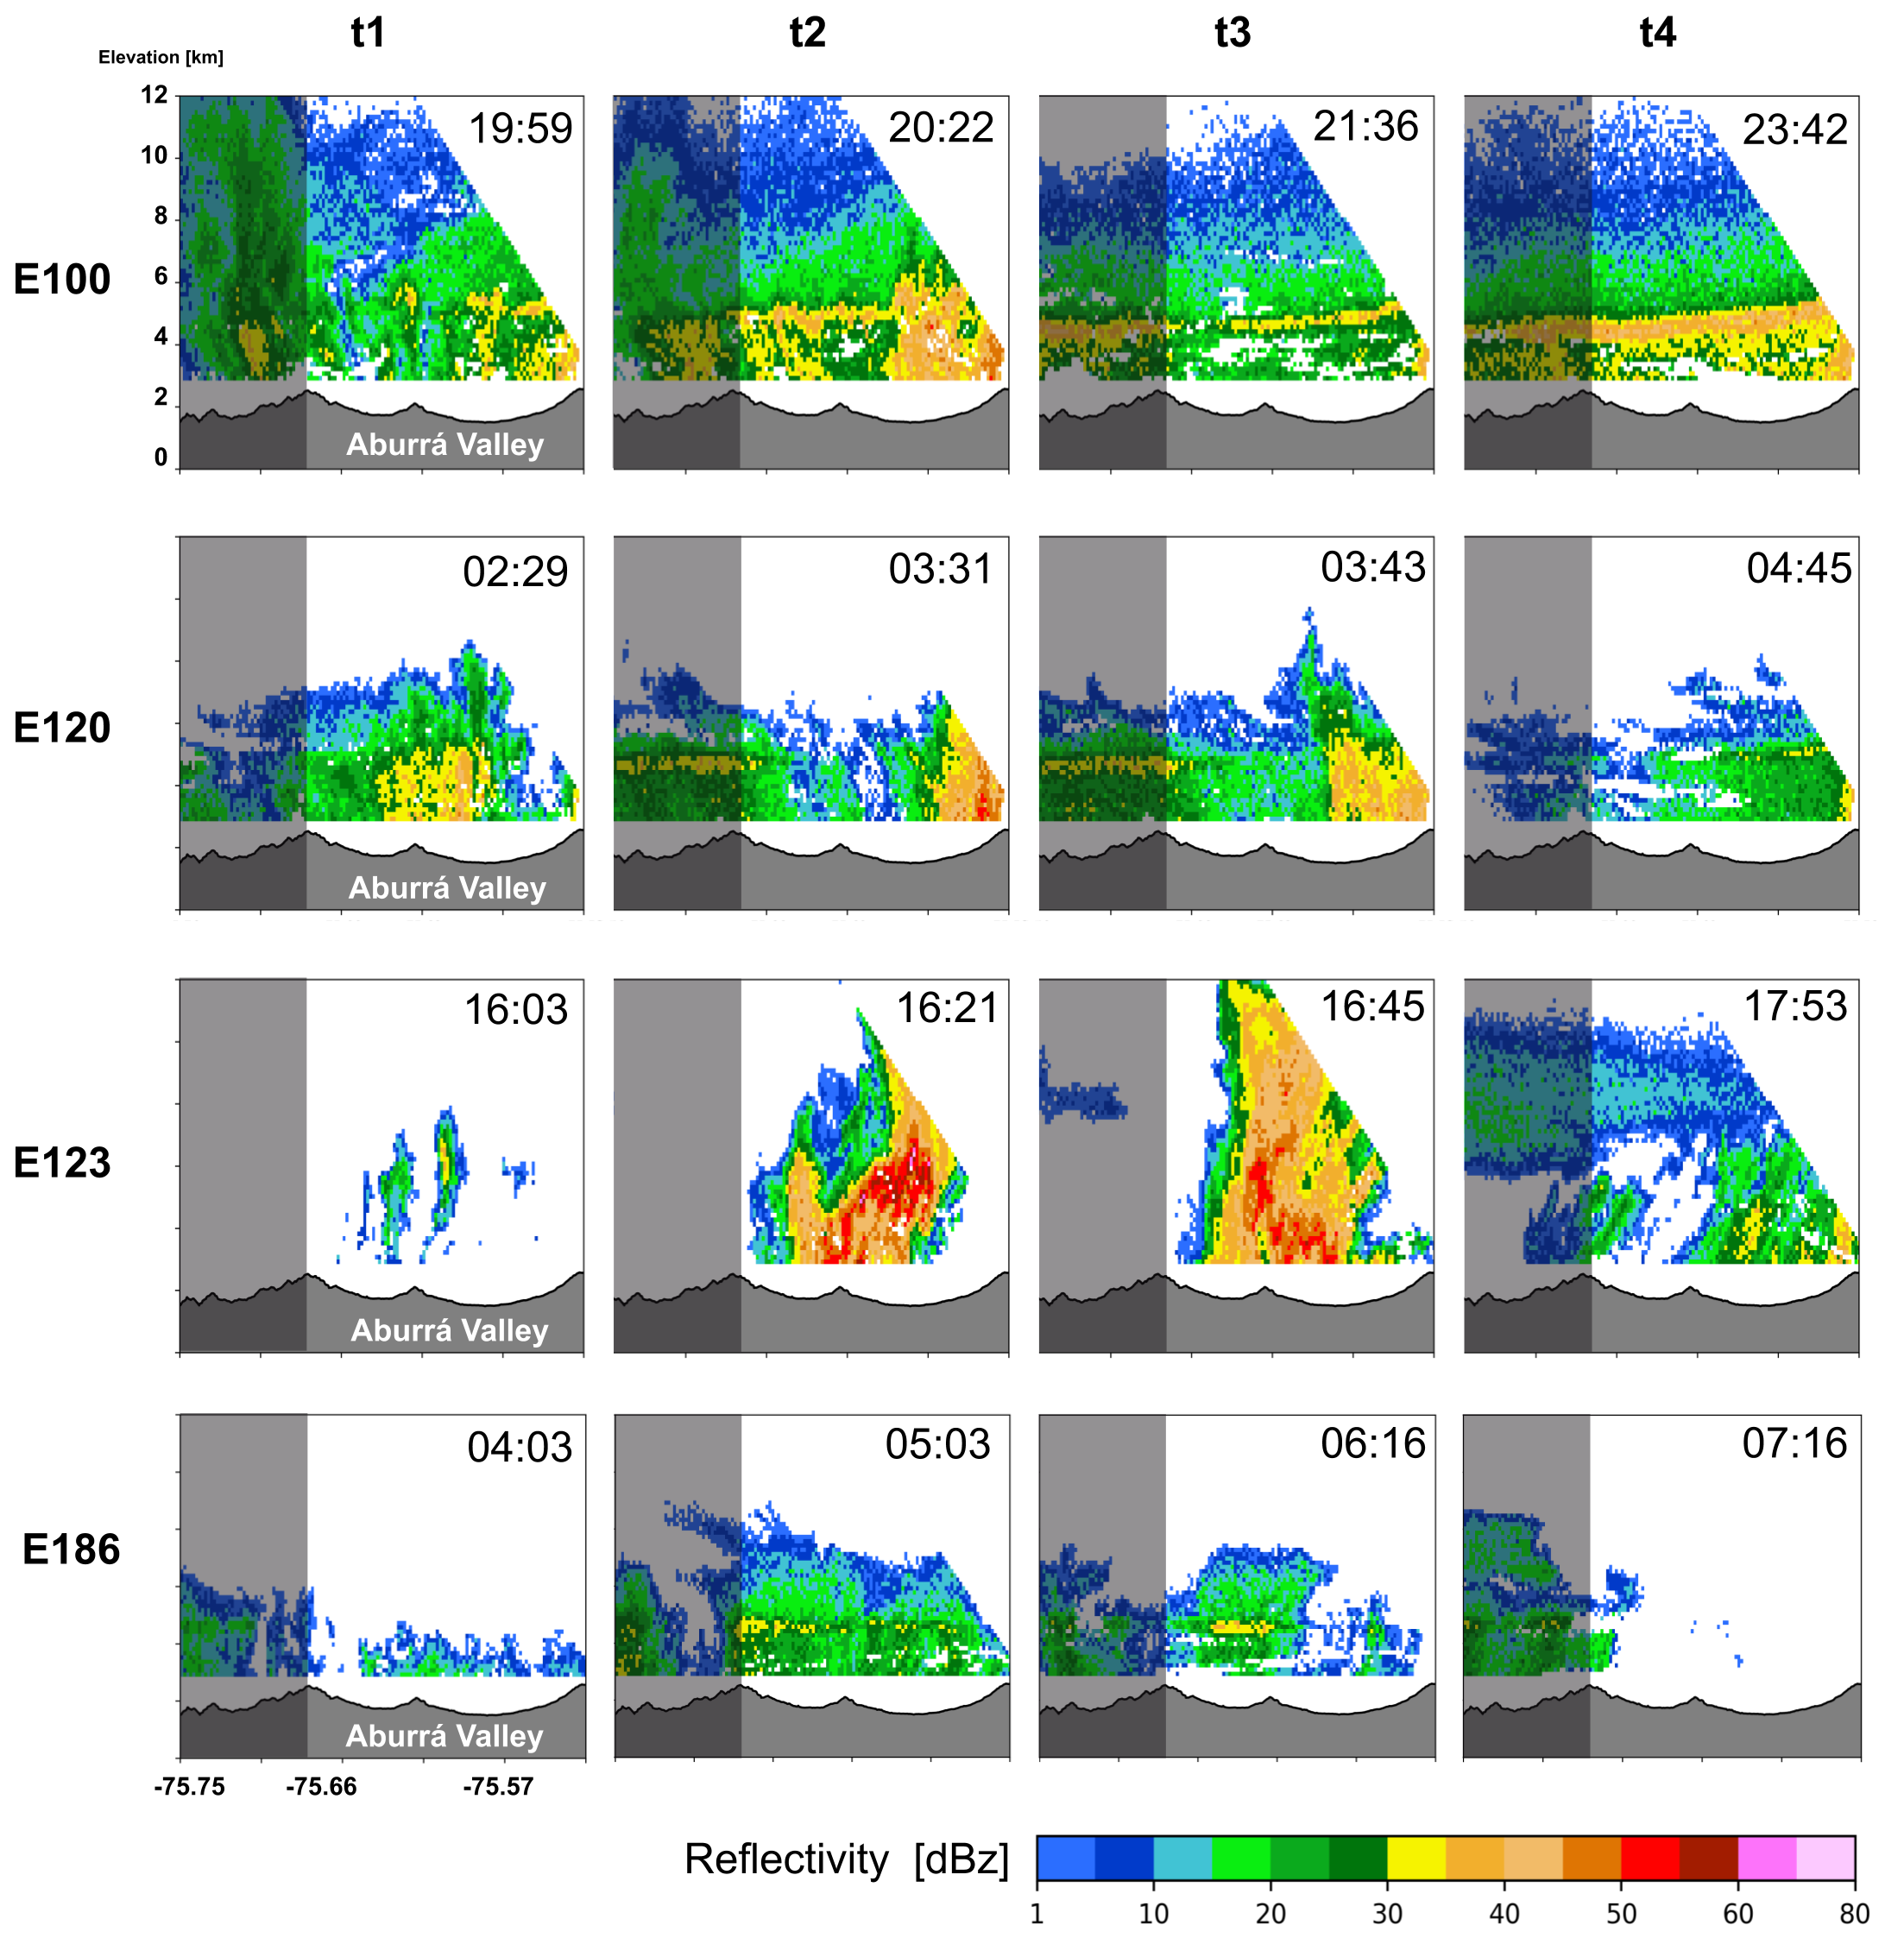 t1 t2 t3 t4
Elevation [km]
12
10
8
6
4
2
0
E100
19:59 20:22 21:36 23:42
Aburrá Valley
E120
02:29 03:31 03:43 04:45
Aburrá Valley
E123
16:03 16:21 16:45 17:53
Aburrá Valley
E186
04:03 05:03 06:16 07:16
Aburrá Valley
-75.75 -75.66 -75.57
Reflectivity [dBz]
1 10 20 30 40 50 60 80